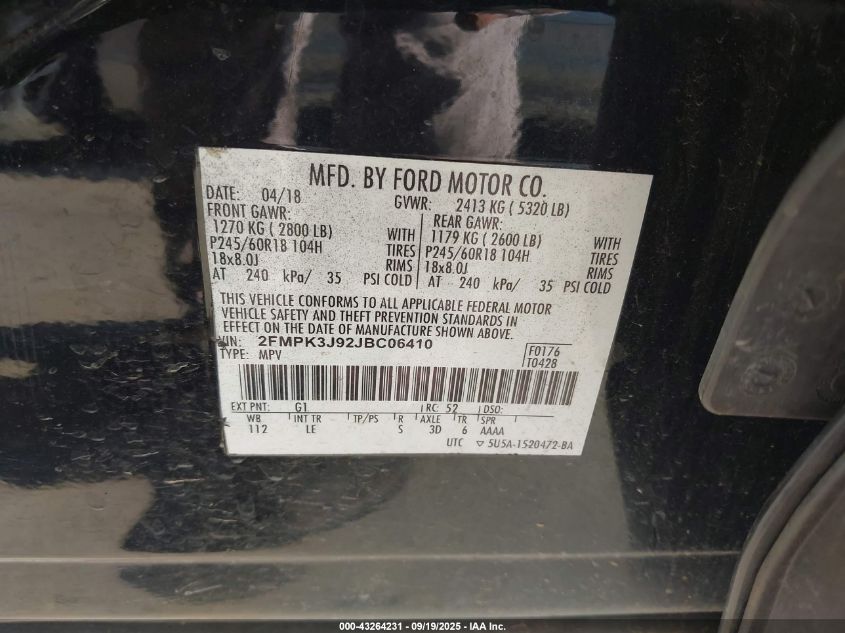 MFD. BY FORD MOTOR CO.
DATE: 04/18 GVWR: 2413 KG ( 5320 LB)
FRONT GAWR: REAR GAWR:
1270 KG ( 2800 LB) WITH 1179 KG ( 2600 LB) WITH
P245/60R18 104H TIRES P245/60R18 104H TIRES
18x8.0J RIMS 18x8.0J RIMS
AT 240 kPa/ 35 PSI COLD AT 240 kPa/ 35 PSI COLD
THIS VEHICLE CONFORMS TO ALL APPLICABLE FEDERAL MOTOR
VEHICLE SAFETY AND THEFT PREVENTION STANDARDS IN
EFFECT ON THE DATE OF MANUFACTURE SHOWN ABOVE.
VIN: 2FMPK3J92JBC06410 F0176
TYPE: MPV T0428
EXT PNT: G1 RC: 52 DSO:
WB INT TR TP/PS R AXLE TR SPR
112 LE S 3D 6 AAAA
UTC ▽ 5U5A-1520472-BA
000-43264231 - 09/19/2025 - IAA Inc.